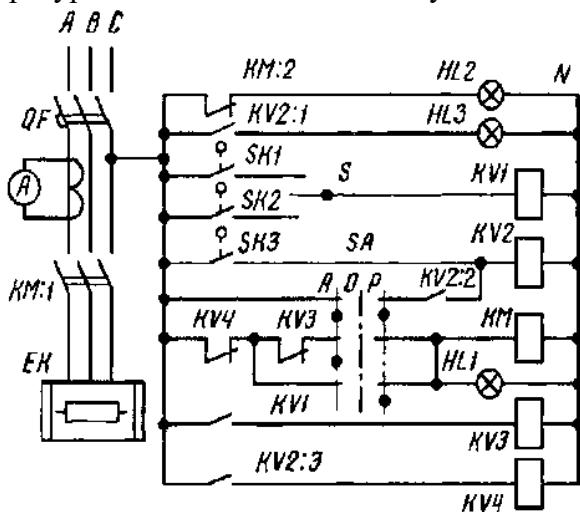 A B C
KM:2 HL2 N
QF KV2:1 HL3
SK1
A S KV1
SK2
KV2
SK3 SA
KM:1 A O P KV2:2
KV4 KV3 KM
EK HL1
KV1
KV3
KV2:3
KV4